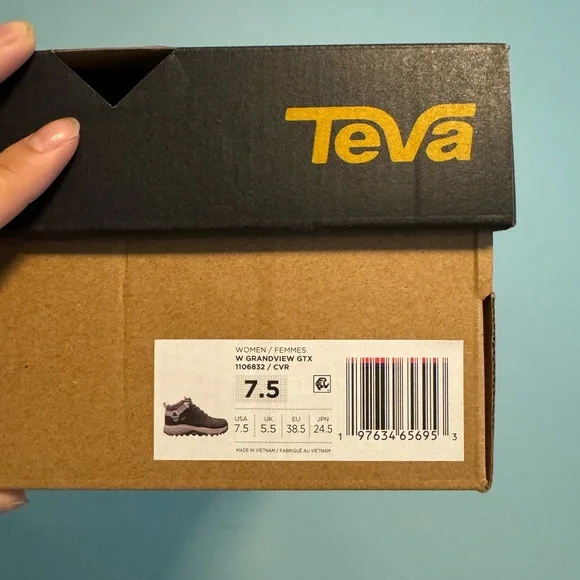 Teva
WOMEN / FEMMES
W GRANDVIEW GTX
1106832 / CVR
7.5
USA UK EU JPN
7.5 5.5 38.5 24.5
MADE IN VIETNAM / FABRIQUÉ AU VIETNAM
1 97634 65695 3